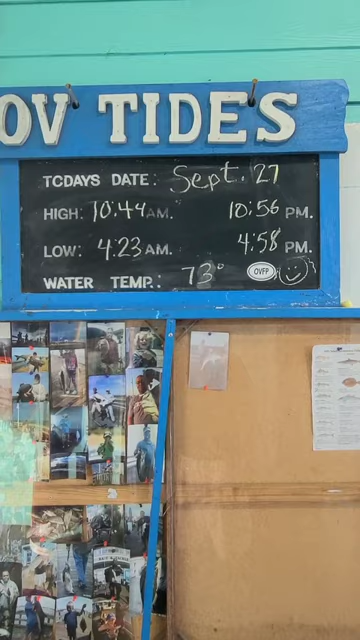 OV TIDES
TODAYS DATE: Sept. 27
HIGH: 10:44 AM. 10:56 PM.
LOW: 4:23 AM. 4:58 PM.
WATER TEMP.: 73° OVFP